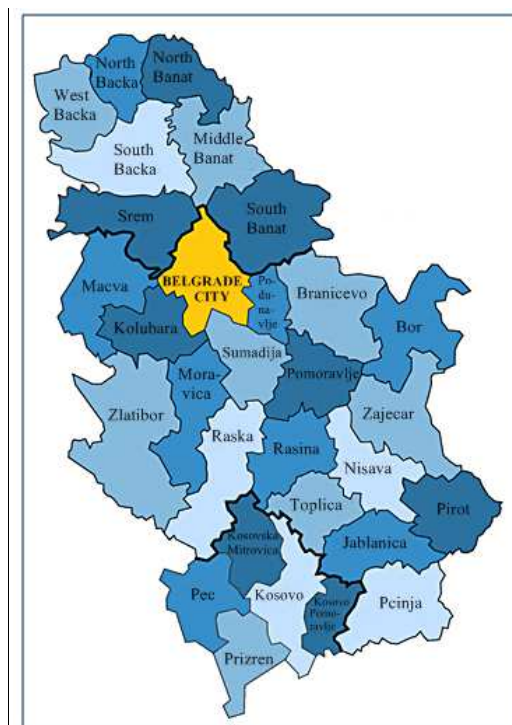 North
Backa
North
Banat
West
Backa
South
Backa
Middle
Banat
Srem
South
Banat
BELGRADE
CITY
Macva
Po-
du-
na-
vlje
Branicevo
Kolubara
Bor
Sumadija
Mora-
vica
Pomoravlje
Zlatibor
Zajecar
Raska
Rasina
Nisava
Toplica
Pirot
Kosovska
Mitrovica
Jablanica
Pec
Kosovo
Kosovo
Pomo-
ravlje
Pcinja
Prizren